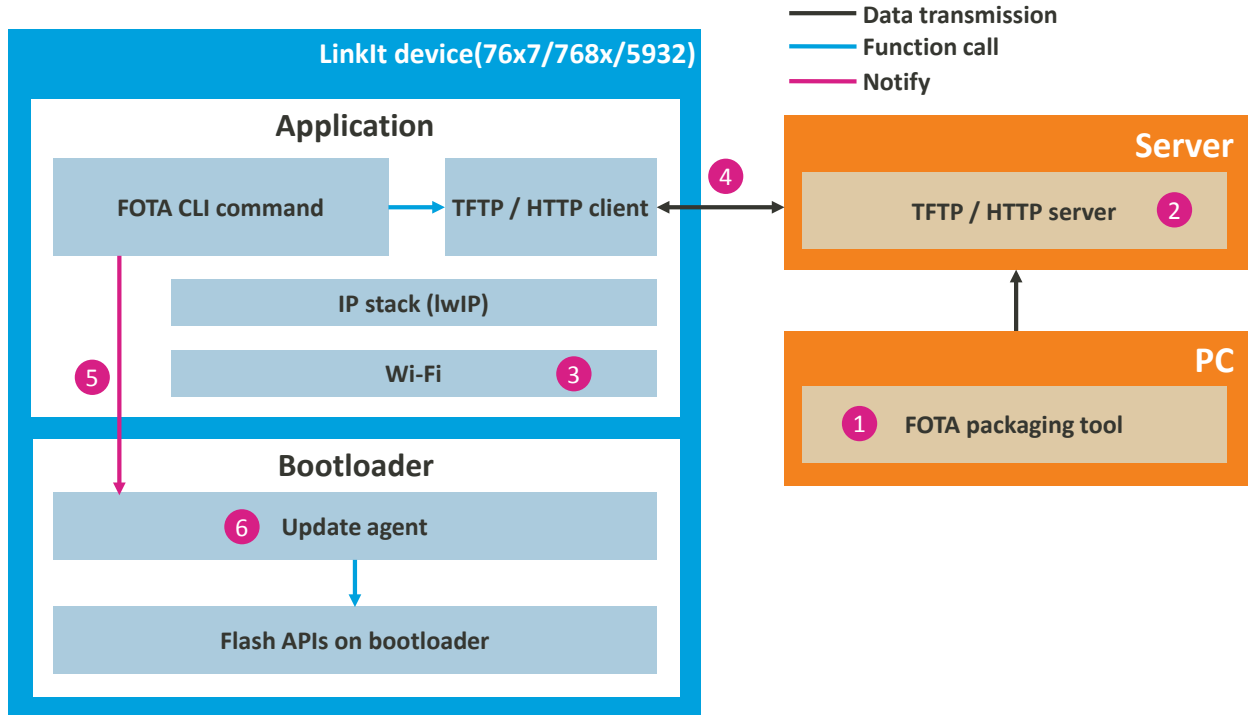 Data transmission
Function call
Notify
LinkIt device(76x7/768x/5932)
Application
FOTA CLI command
TFTP / HTTP client
IP stack (lwIP)
Wi-Fi
3
4
5
Bootloader
6
Update agent
Flash APIs on bootloader
Server
TFTP / HTTP server
2
PC
1
FOTA packaging tool